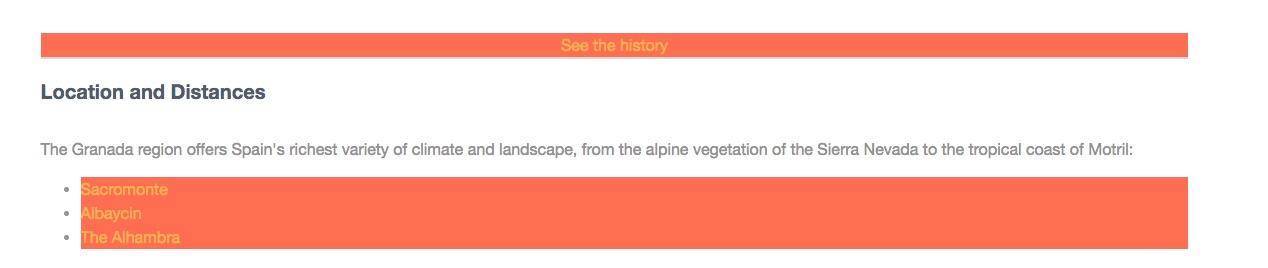 See the history
Location and Distances
The Granada region offers Spain's richest variety of climate and landscape, from the alpine vegetation of the Sierra Nevada to the tropical coast of Motril:
Sacromonte
Albaycin
The Alhambra